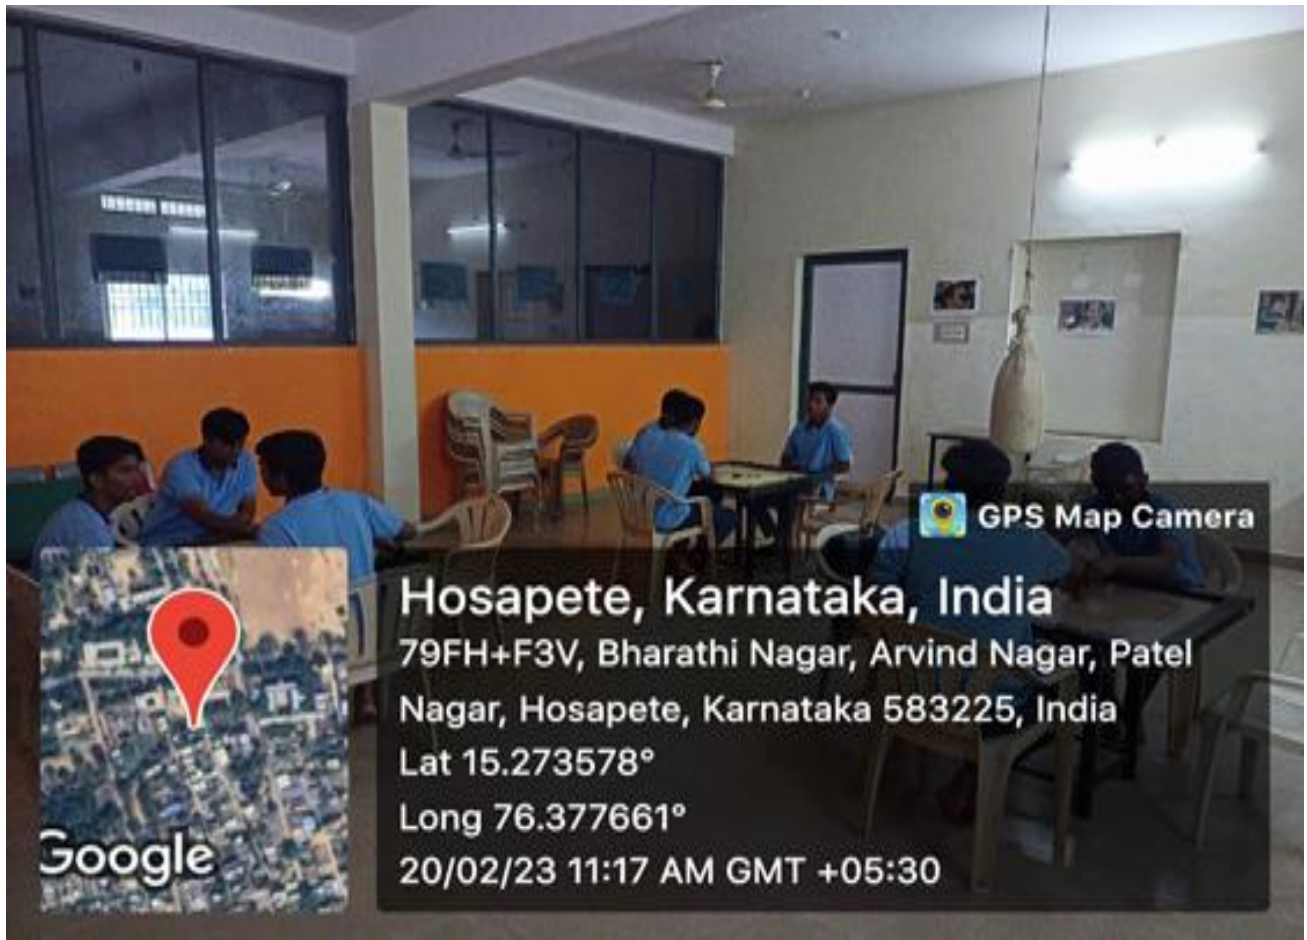 GPS Map Camera
Hosapete, Karnataka, India
79FH+F3V, Bharathi Nagar, Arvind Nagar, Patel
Nagar, Hosapete, Karnataka 583225, India
Lat 15.273578°
Long 76.377661°
20/02/23 11:17 AM GMT +05:30
Google